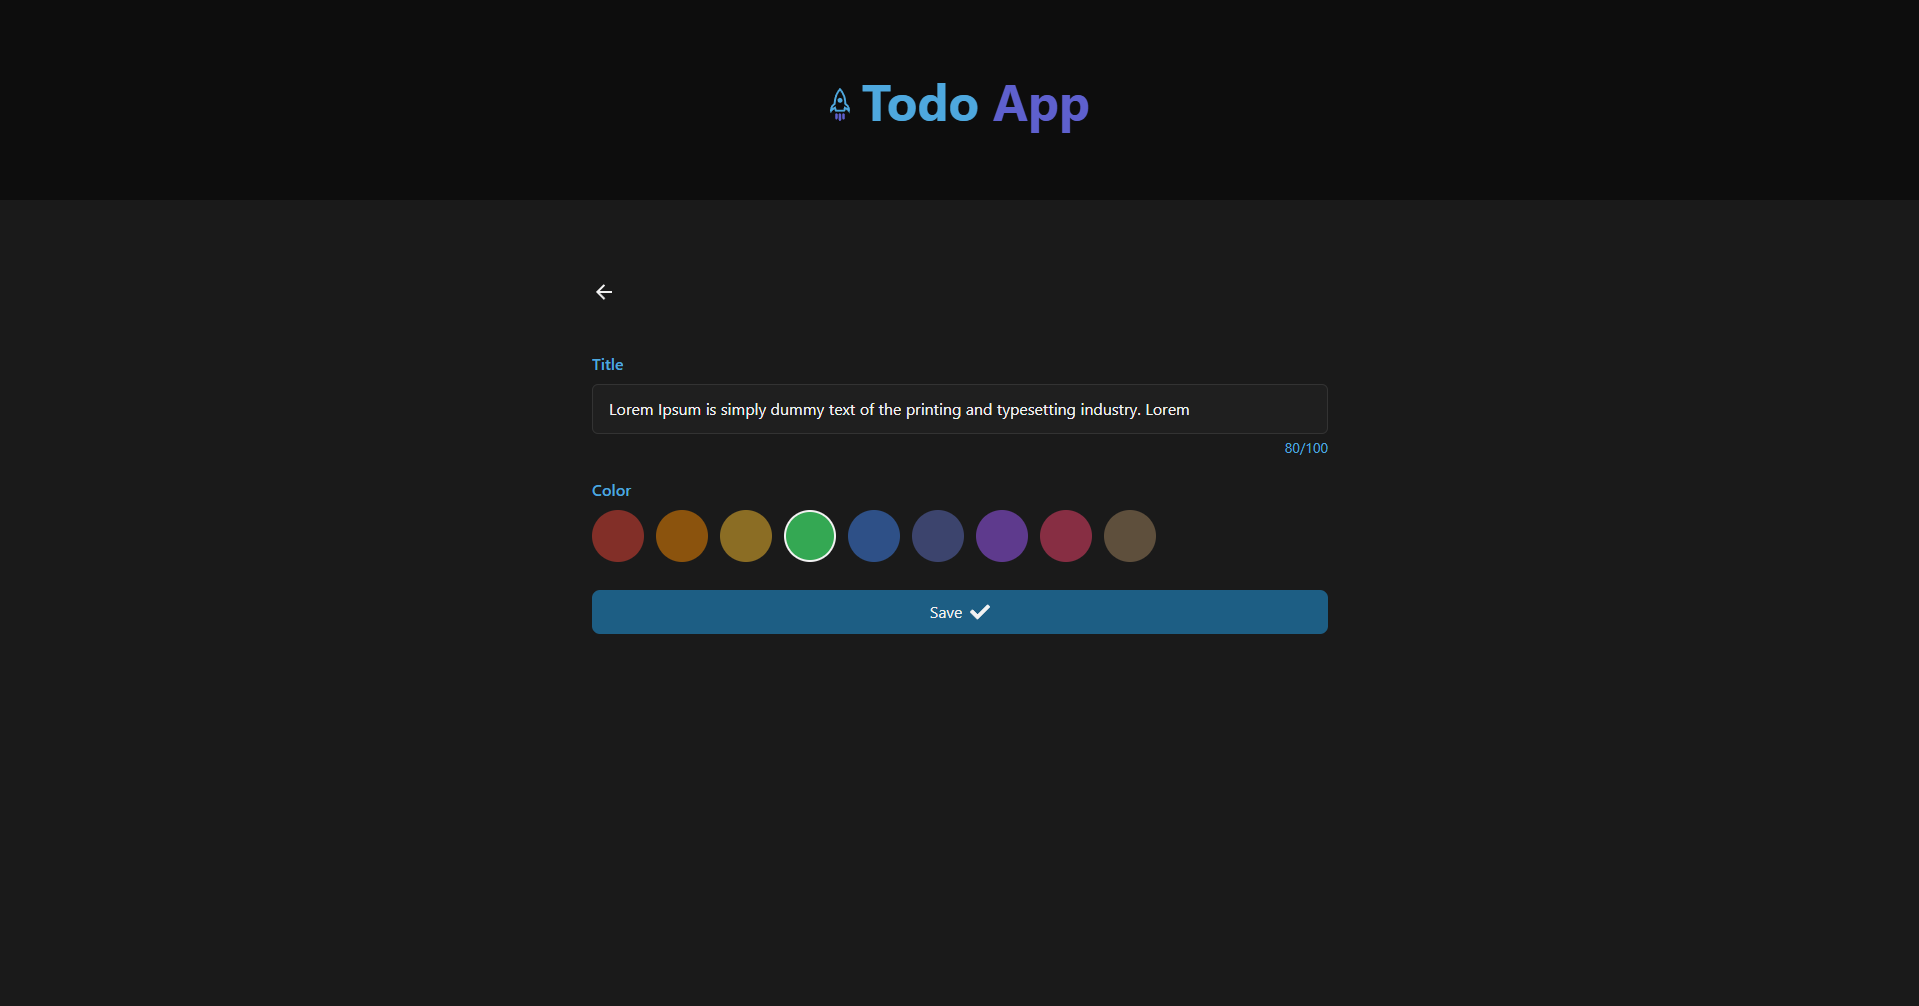 Todo App
Title
Lorem Ipsum is simply dummy text of the printing and typesetting industry. Lorem
80/100
Color
Save